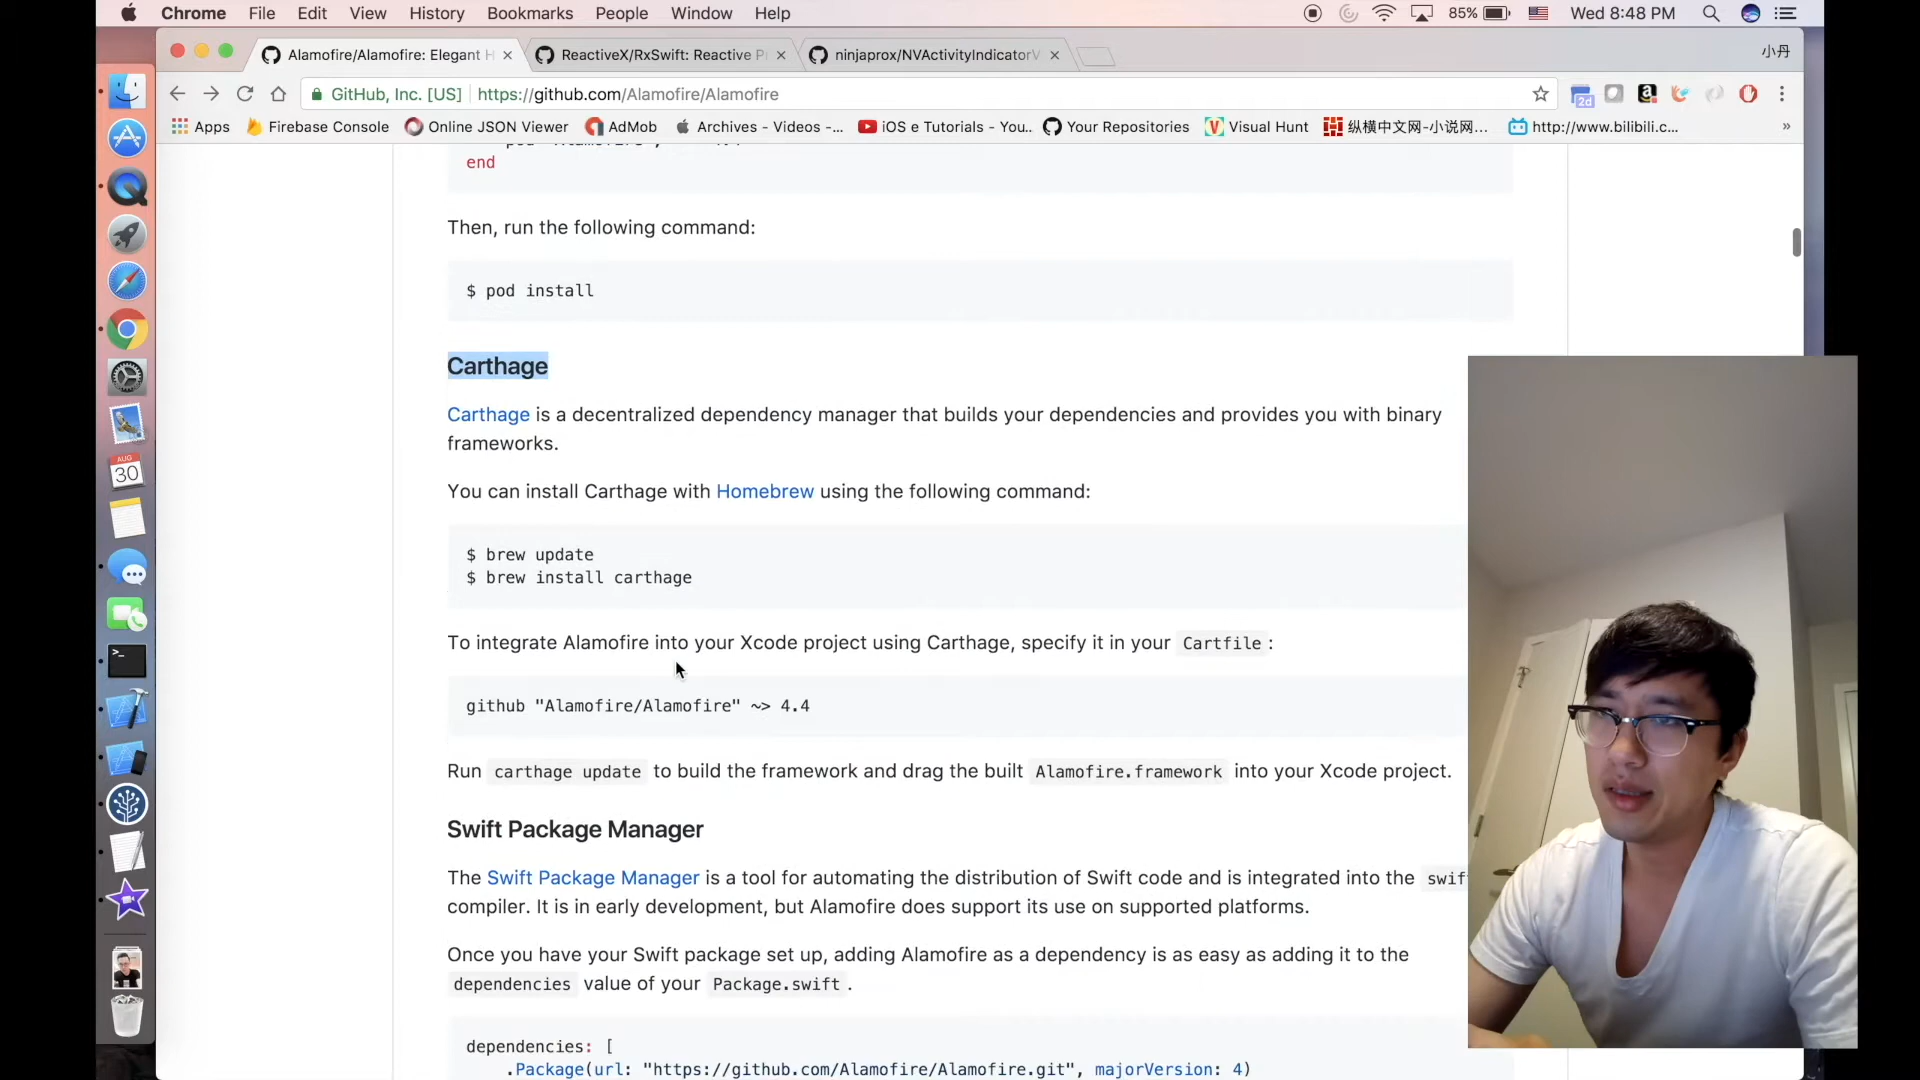 Chrome File Edit View History Bookmarks People Window Help 85% Wed 8:48 PM
Alamofire/Alamofire: Elegant H ReactiveX/RxSwift: Reactive P ninjaprox/NVActivityIndicatorV 小丹
GitHub, Inc. [US] https://github.com/Alamofire/Alamofire 2d
Apps Firebase Console Online JSON Viewer AdMob Archives - Videos -... iOS e Tutorials - You... Your Repositories Visual Hunt 纵横中文网-小说网... http://www.bilibili.c... »
end
Then, run the following command:
$ pod install
Carthage
Carthage is a decentralized dependency manager that builds your dependencies and provides you with binary
frameworks.
You can install Carthage with Homebrew using the following command:
$ brew update
$ brew install carthage
To integrate Alamofire into your Xcode project using Carthage, specify it in your Cartfile :
github "Alamofire/Alamofire" ~> 4.4
Run carthage update to build the framework and drag the built Alamofire.framework into your Xcode project.
Swift Package Manager
The Swift Package Manager is a tool for automating the distribution of Swift code and is integrated into the swif
compiler. It is in early development, but Alamofire does support its use on supported platforms.
Once you have your Swift package set up, adding Alamofire as a dependency is as easy as adding it to the
dependencies value of your Package.swift .
dependencies: [
.Package(url: "https://github.com/Alamofire/Alamofire.git", majorVersion: 4)
AUG
30